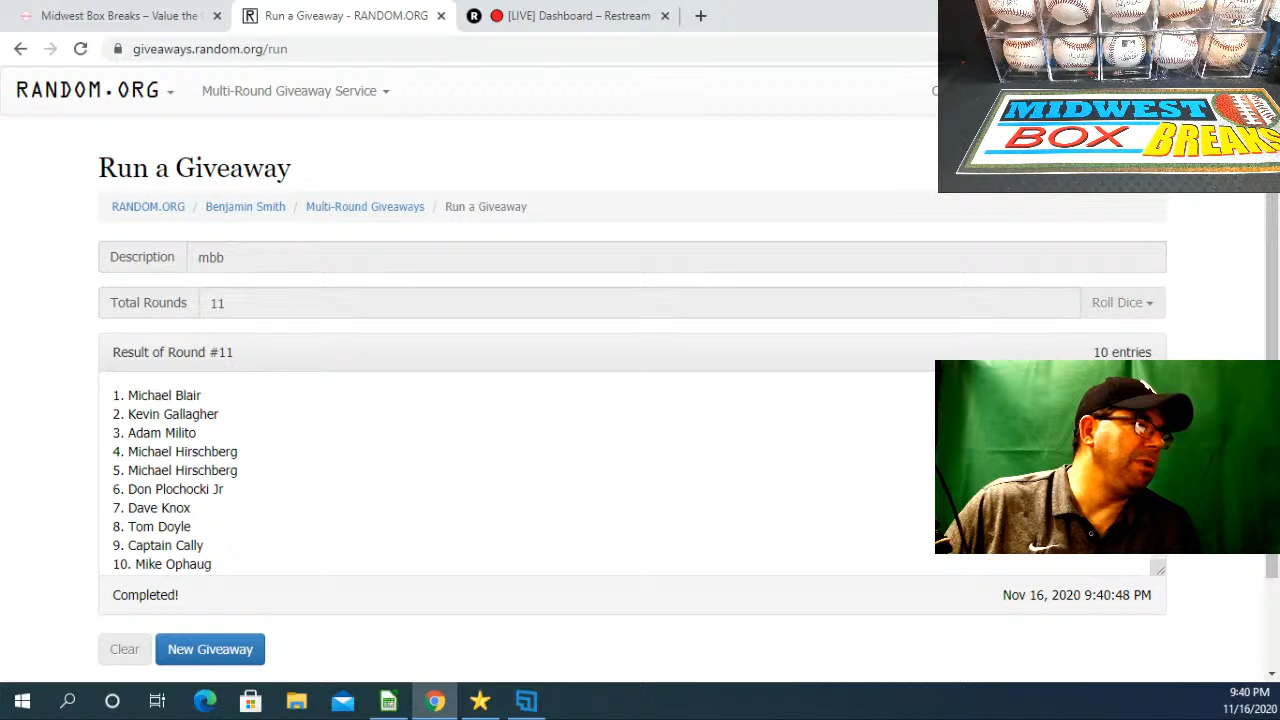 Midwest Box Breaks – Value the
Run a Giveaway - RANDOM.ORG
[LIVE] Dashboard – Restream
giveaways.random.org/run
RANDOM.ORG
Multi-Round Giveaway Service
MIDWEST
BOX BREAKS
Run a Giveaway
RANDOM.ORG / Benjamin Smith / Multi-Round Giveaways / Run a Giveaway
Description mbb
Total Rounds 11 Roll Dice
Result of Round #11 10 entries
1. Michael Blair
2. Kevin Gallagher
3. Adam Milito
4. Michael Hirschberg
5. Michael Hirschberg
6. Don Plochocki Jr
7. Dave Knox
8. Tom Doyle
9. Captain Cally
10. Mike Ophaug
Completed! Nov 16, 2020 9:40:48 PM
Clear New Giveaway
9:40 PM
11/16/2020